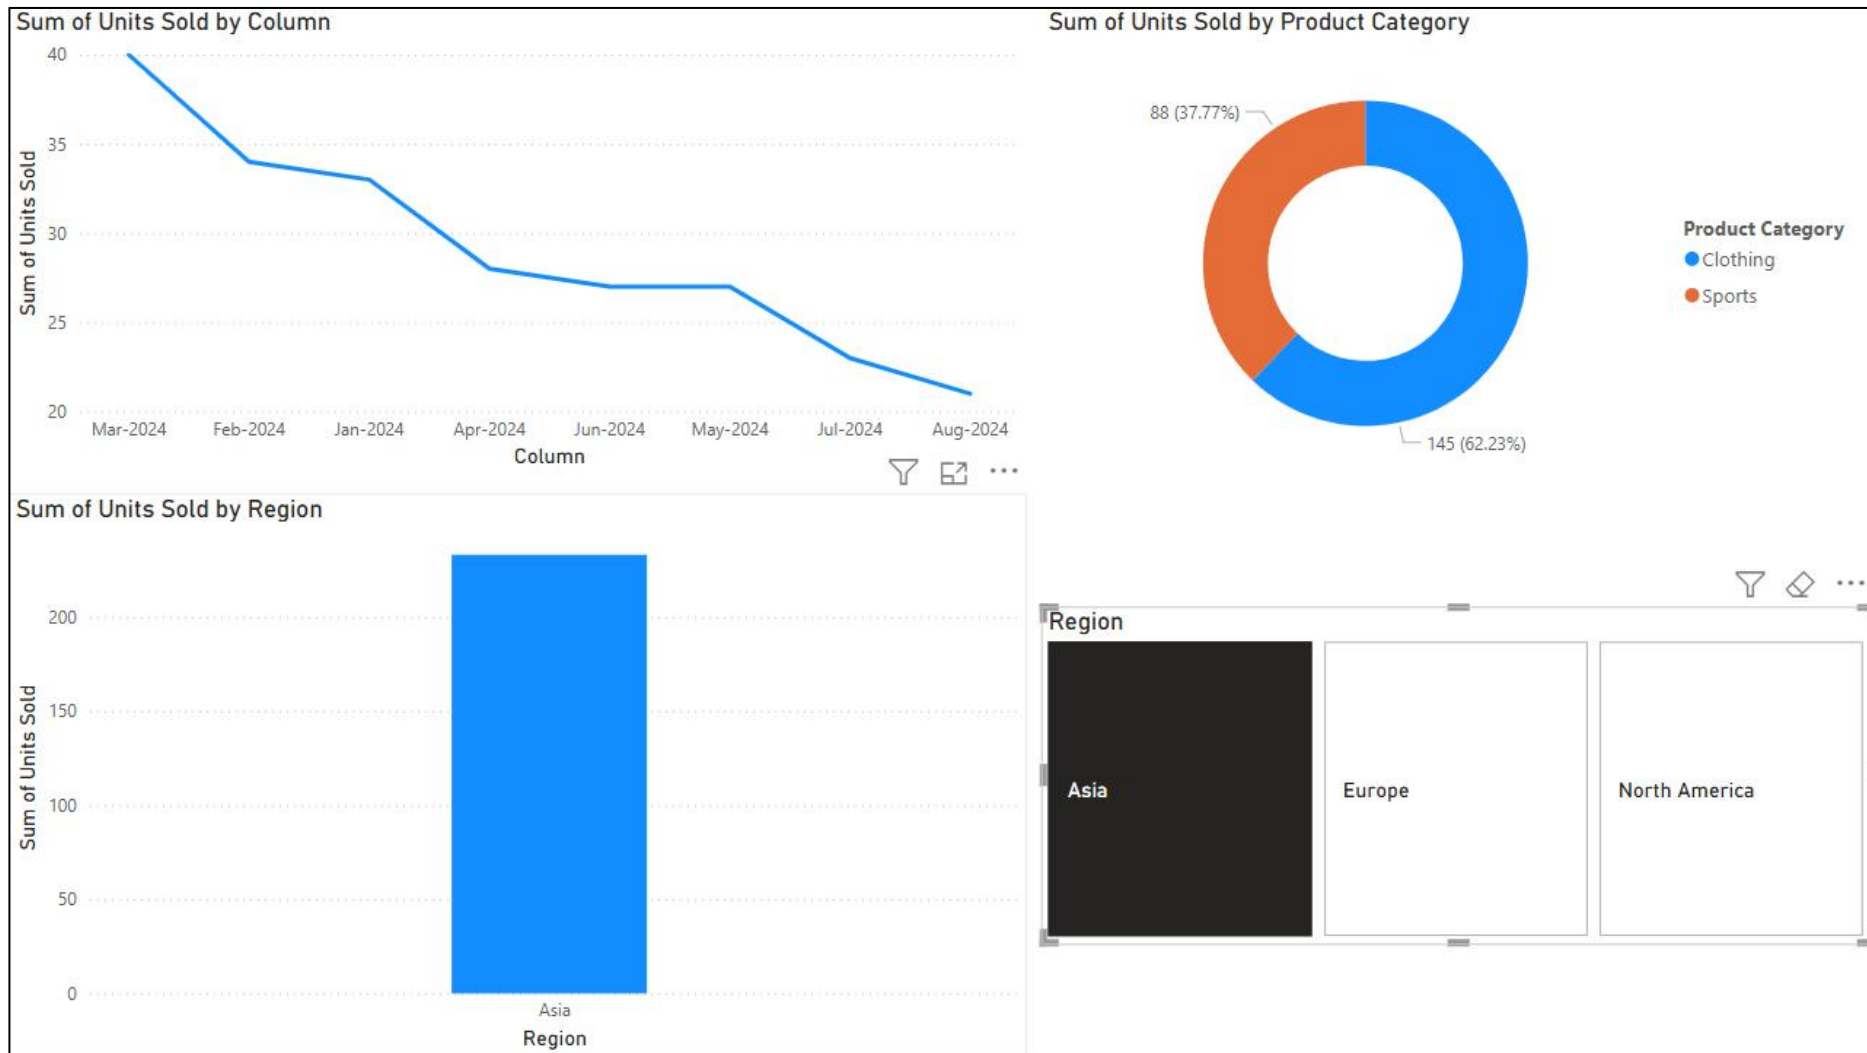 Sum of Units Sold by Column
Sum of Units Sold
40
35
30
25
20
Mar-2024 Feb-2024 Jan-2024 Apr-2024 Jun-2024 May-2024 Jul-2024 Aug-2024
Column
Sum of Units Sold by Product Category
88 (37.77%)
145 (62.23%)
Product Category
Clothing
Sports
Sum of Units Sold by Region
Sum of Units Sold
200
150
100
50
0
Asia
Region
Region
Asia Europe North America